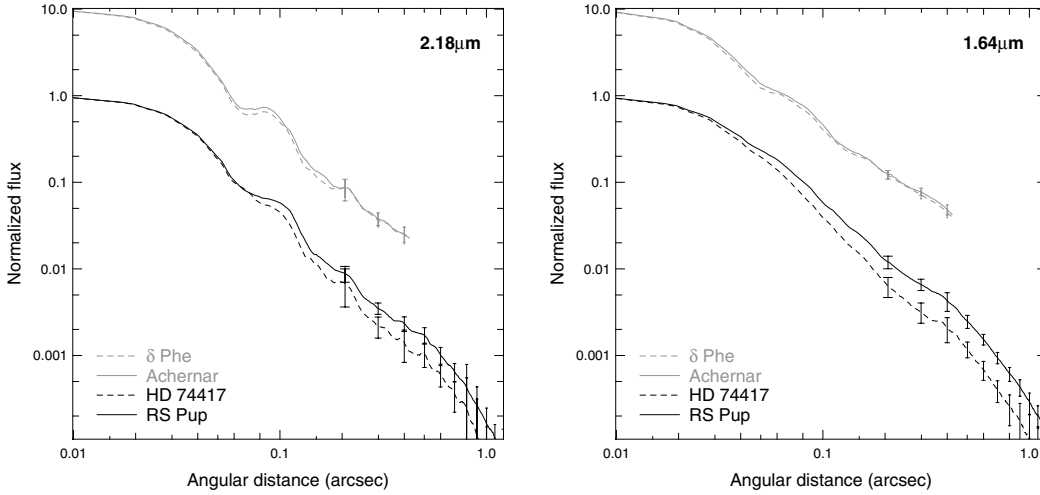 10.0
1.0
0.1
0.01
0.001
Normalized flux
2.18μm
δ Phe
Achernar
HD 74417
RS Pup
0.01
0.1
1.0
Angular distance (arcsec)
10.0
1.0
0.1
0.01
0.001
Normalized flux
1.64μm
δ Phe
Achernar
HD 74417
RS Pup
0.01
0.1
1.0
Angular distance (arcsec)